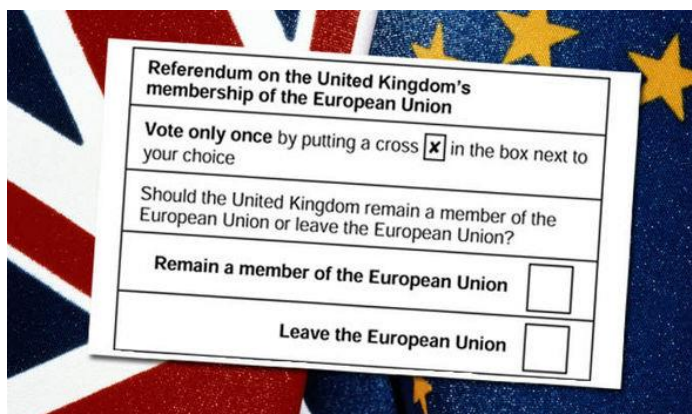 Referendum on the United Kingdom's
membership of the European Union
Vote only once by putting a cross X in the box next to
your choice
Should the United Kingdom remain a member of the
European Union or leave the European Union?
Remain a member of the European Union
Leave the European Union